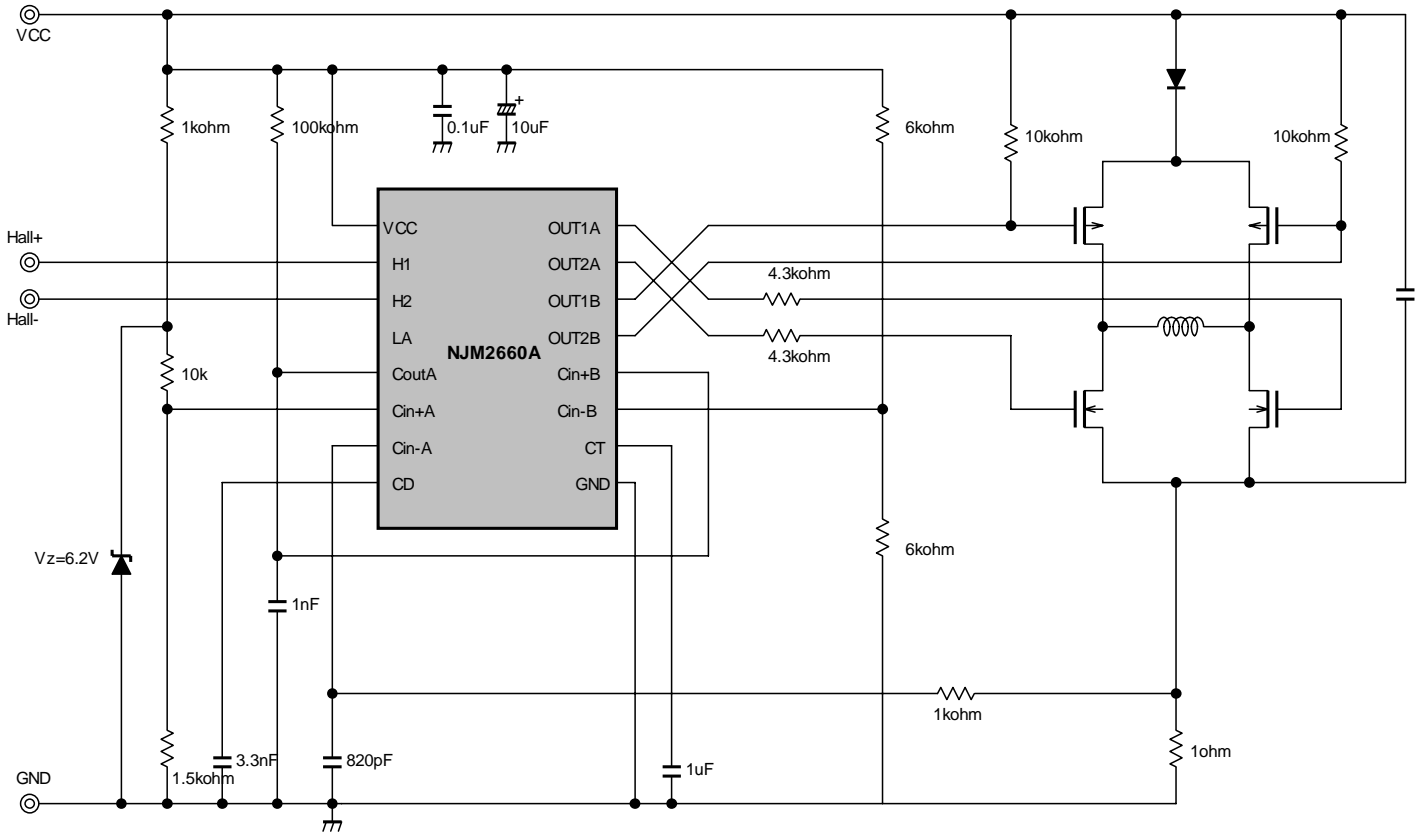 VCC
1kohm
100kohm
0.1uF
10uF
+
6kohm
10kohm
10kohm
Hall+
Hall-
VCC
H1
H2
LA
CoutA
Cin+A
Cin-A
CD
NJM2660A
OUT1A
OUT2A
OUT1B
OUT2B
Cin+B
Cin-B
CT
GND
4.3kohm
4.3kohm
10k
Vz=6.2V
6kohm
1nF
1kohm
1ohm
3.3nF
820pF
1uF
1.5kohm
GND